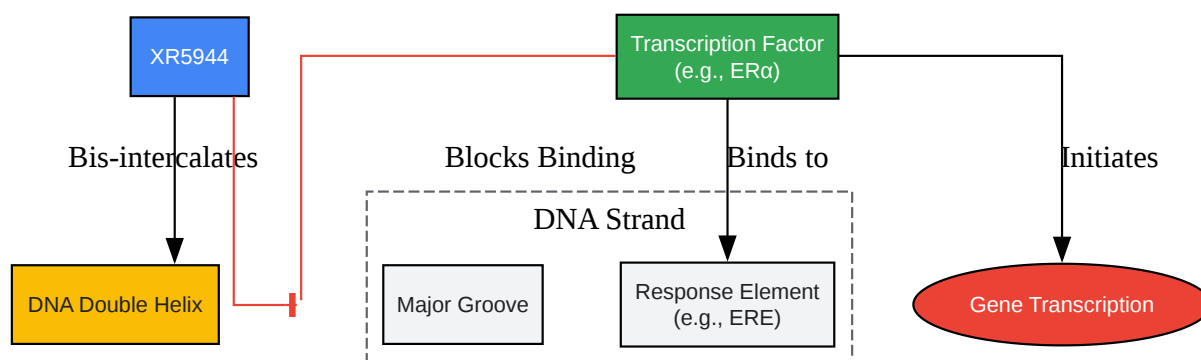 XR5944
Transcription Factor
(e.g., ERα)
Bis-intercalates
Blocks Binding
Binds to
Initiates
DNA Strand
DNA Double Helix
Major Groove
Response Element
(e.g., ERE)
Gene Transcription